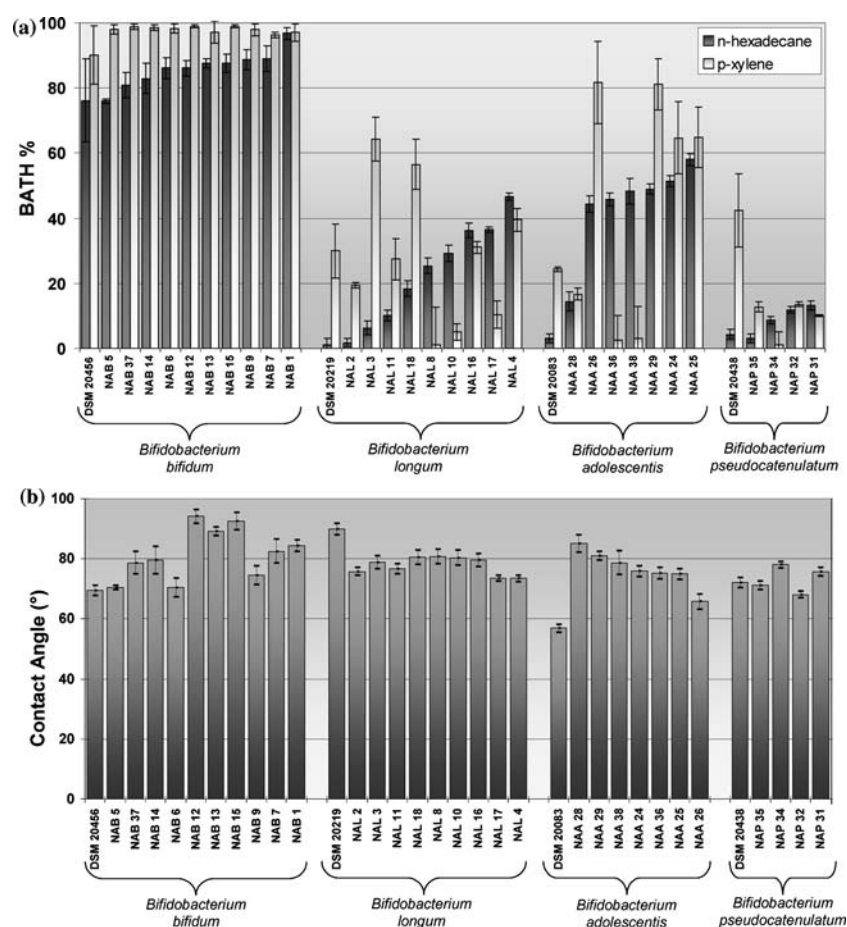 (a)
100
80
60
40
20
0
BATH %
n-hexadecane
p-xylene
DSM 20456
NAB 5
NAB 37
NAB 14
NAB 6
NAB 12
NAB 13
NAB 15
NAB 9
NAB 7
NAB 1
DSM 20219
NAL 2
NAL 3
NAL 11
NAL 18
NAL 8
NAL 10
NAL 16
NAL 17
NAL 4
DSM 20083
NAA 28
NAA 26
NAA 36
NAA 38
NAA 29
NAA 24
NAA 25
DSM 20438
NAP 35
NAP 34
NAP 32
NAP 31
Bifidobacterium
bifidum
Bifidobacterium
longum
Bifidobacterium
adolescentis
Bifidobacterium
pseudocatenulatum
(b)
100
80
60
40
20
0
Contact Angle (°)
DSM 20456
NAB 5
NAB 37
NAB 14
NAB 6
NAB 12
NAB 13
NAB 15
NAB 9
NAB 7
NAB 1
DSM 20219
NAL 2
NAL 3
NAL 11
NAL 18
NAL 8
NAL 10
NAL 16
NAL 17
NAL 4
DSM 20083
NAA 28
NAA 29
NAA 38
NAA 24
NAA 36
NAA 25
NAA 26
DSM 20438
NAP 35
NAP 34
NAP 32
NAP 31
Bifidobacterium
bifidum
Bifidobacterium
longum
Bifidobacterium
adolescentis
Bifidobacterium
pseudocatenulatum